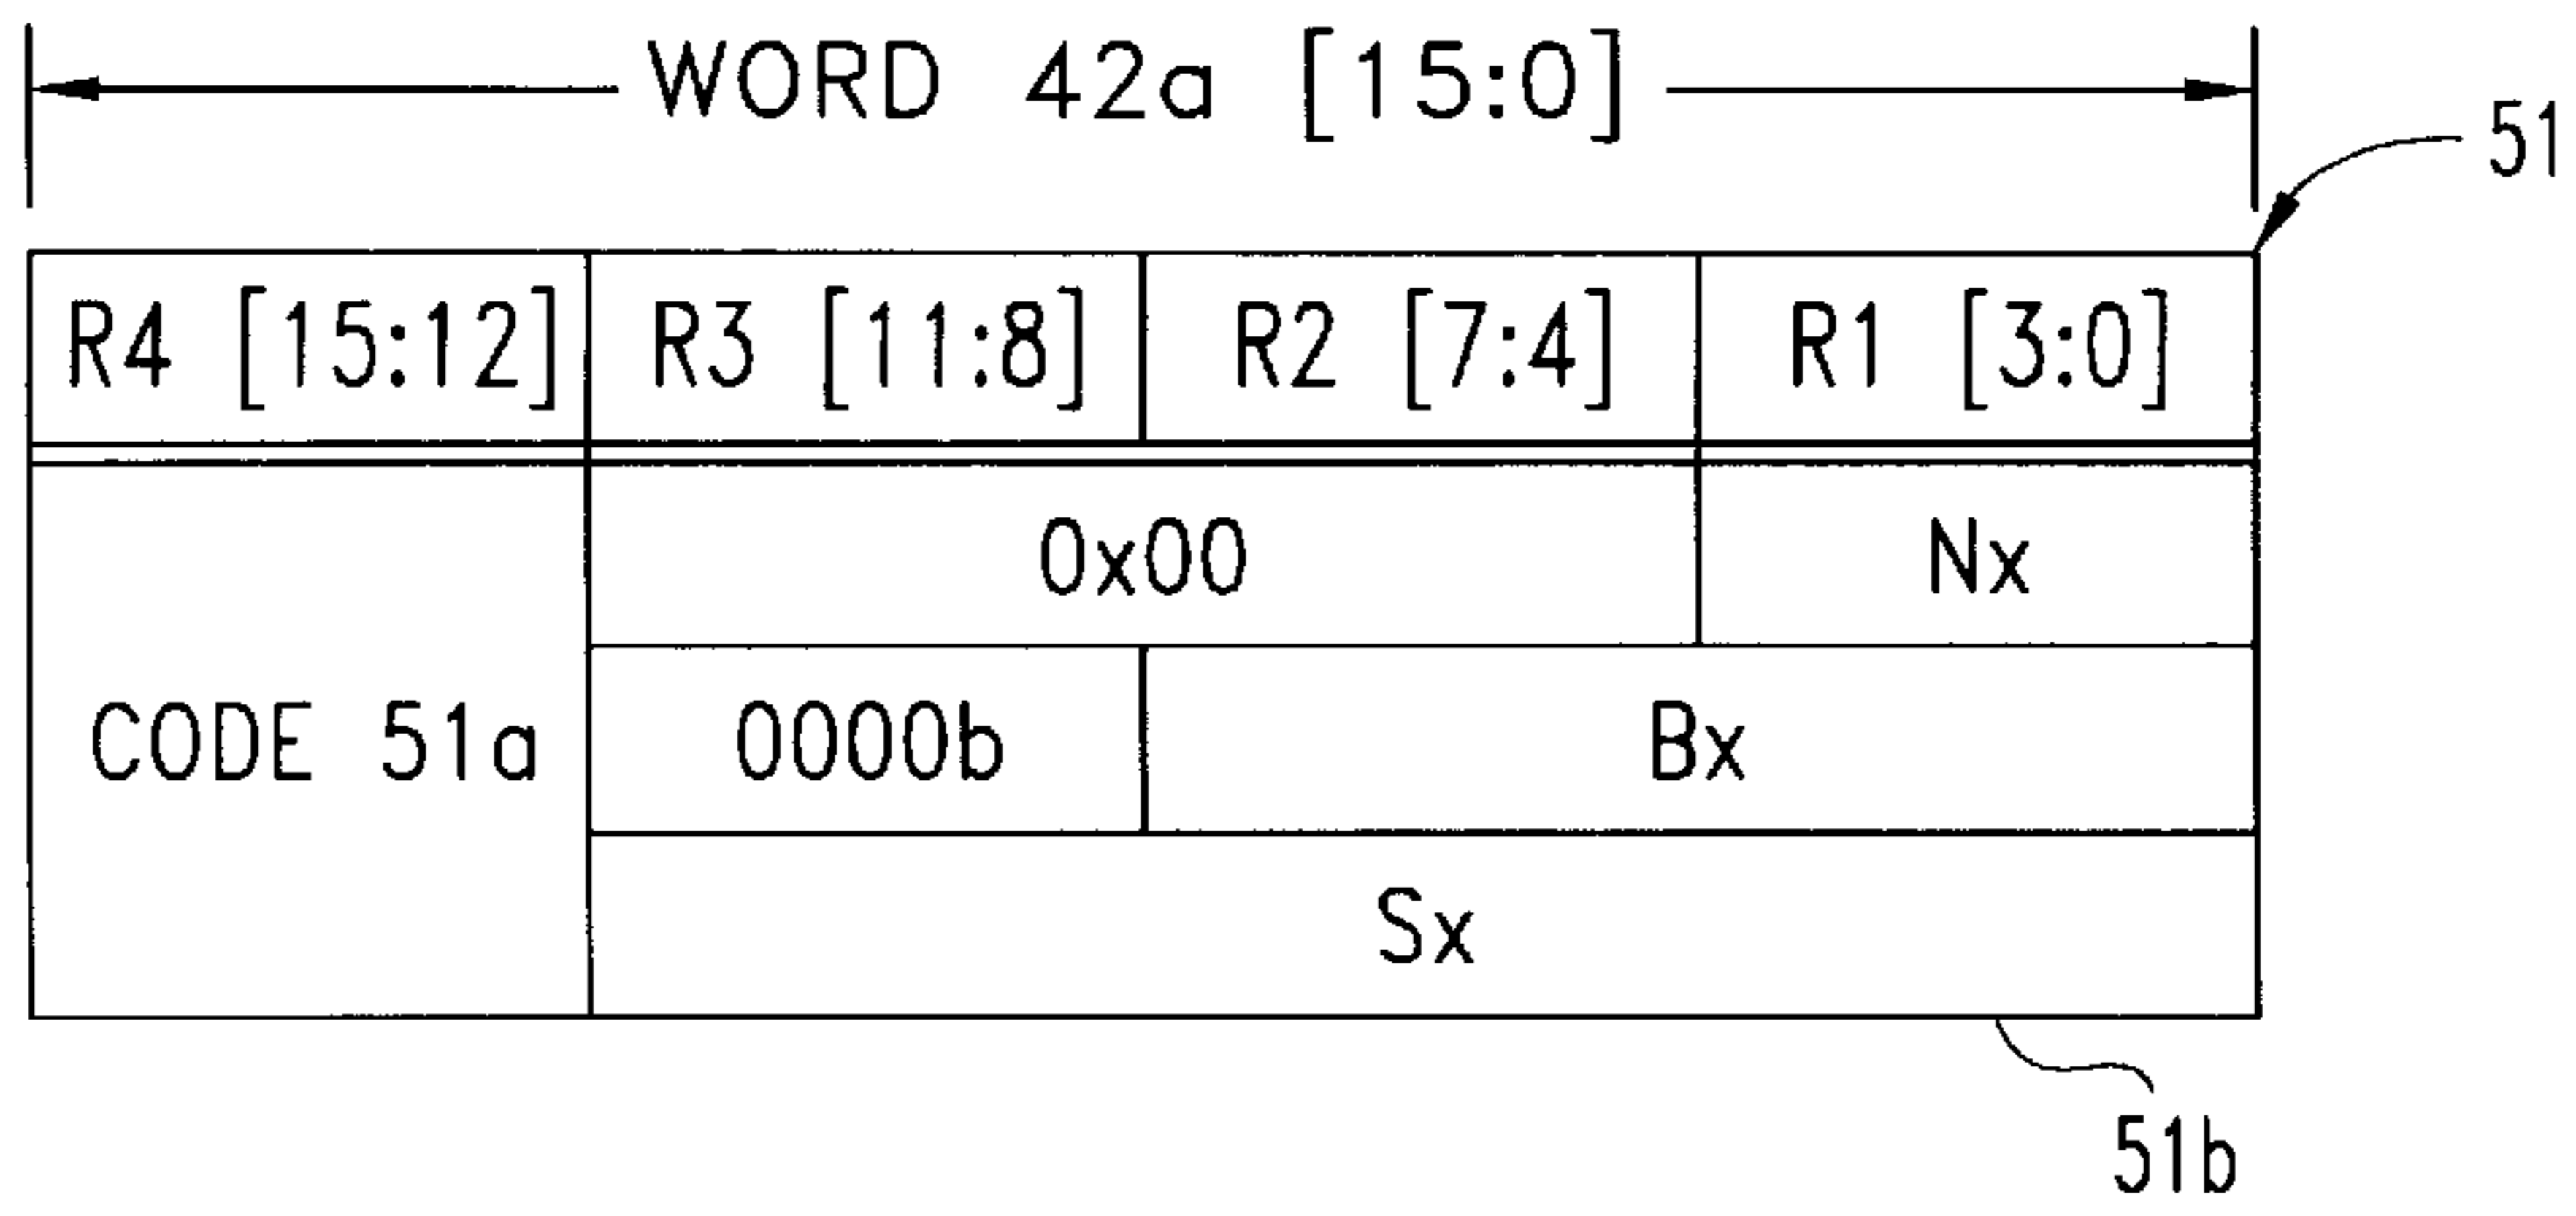 WORD 42a [15:0]
51
R4 [15:12] R3 [11:8] R2 [7:4] R1 [3:0]
0x00 Nx
CODE 51a 0000b Bx
Sx
51b